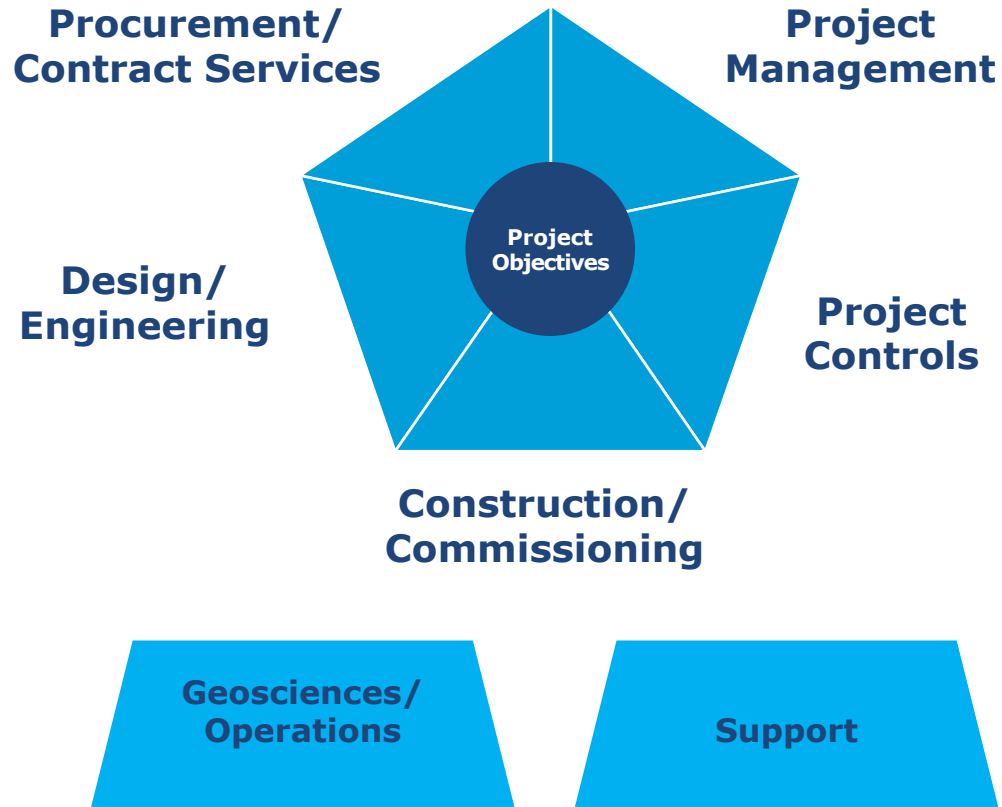 Procurement/
Contract Services
Project
Management
Project
Objectives
Design/
Engineering
Project
Controls
Construction/
Commissioning
Geosciences/
Operations
Support